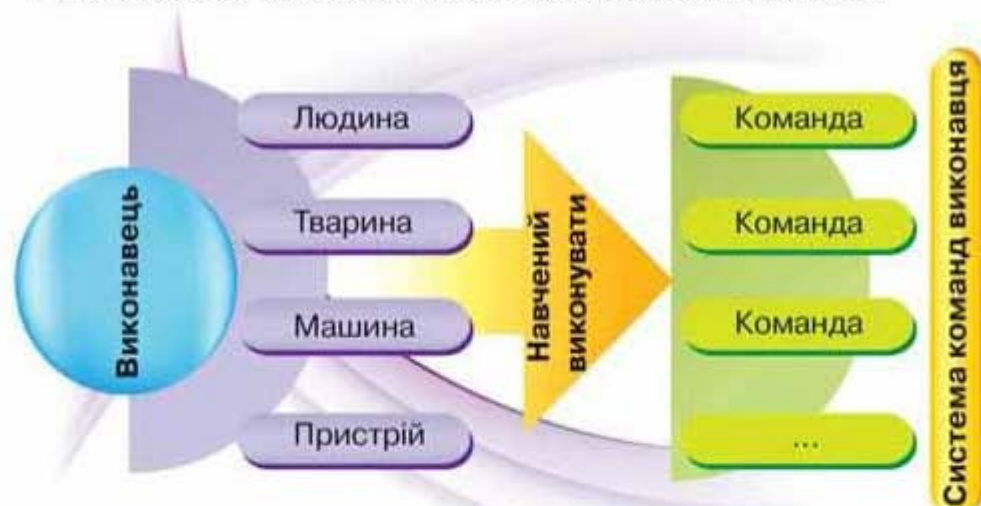 Виконавець
Людина
Тварина
Машина
Пристрій
Навчений
виконувати
Команда
Команда
Команда
...
Система команд виконавця